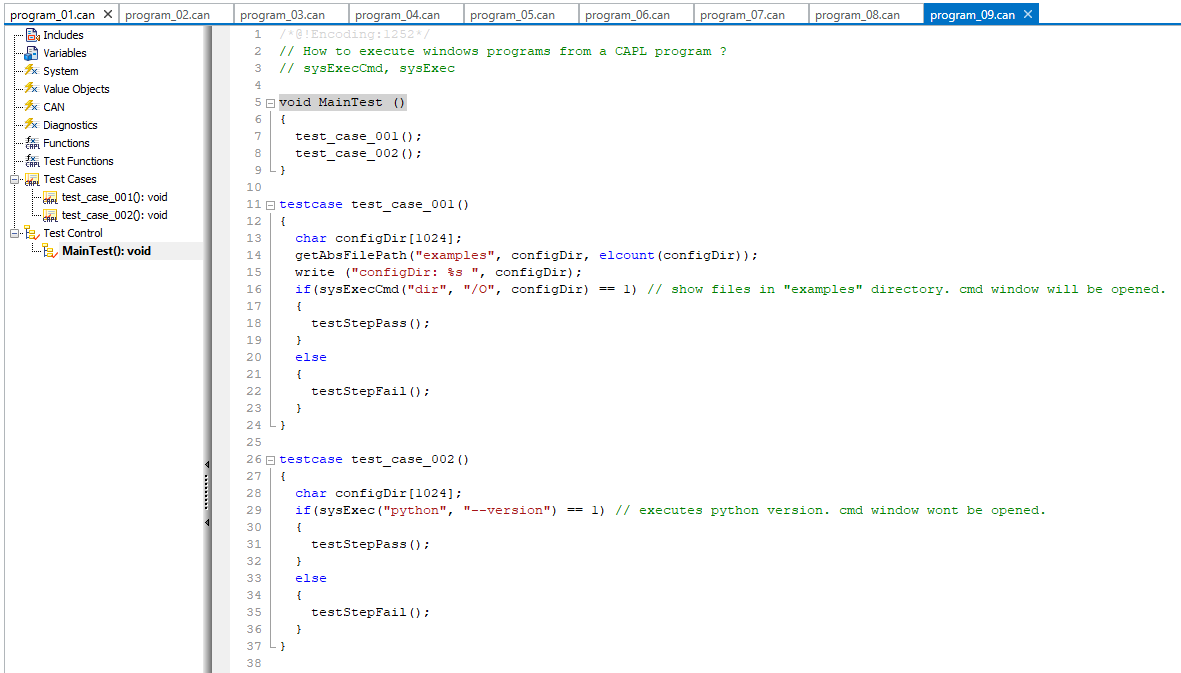 program_01.can program_02.can program_03.can program_04.can program_05.can program_06.can program_07.can program_08.can program_09.can
Includes
Variables
System
Value Objects
CAN
Diagnostics
Functions
Test Functions
Test Cases
test_case_001(): void
test_case_002(): void
Test Control
MainTest(): void
1 /*@!Encoding:1252*/
2 // How to execute windows programs from a CAPL program ?
3 // sysExecCmd, sysExec
4
5 void MainTest ()
6 {
7 test_case_001();
8 test_case_002();
9 }
10
11 testcase test_case_001()
12 {
13 char configDir[1024];
14 getAbsFilePath("examples", configDir, elcount(configDir));
15 write ("configDir: %s ", configDir);
16 if(sysExecCmd("dir", "/O", configDir) == 1) // show files in "examples" directory. cmd window will be opened.
17 {
18 testStepPass();
19 }
20 else
21 {
22 testStepFail();
23 }
24 }
25
26 testcase test_case_002()
27 {
28 char configDir[1024];
29 if(sysExec("python", "--version") == 1) // executes python version. cmd window wont be opened.
30 {
31 testStepPass();
32 }
33 else
34 {
35 testStepFail();
36 }
37 }
38